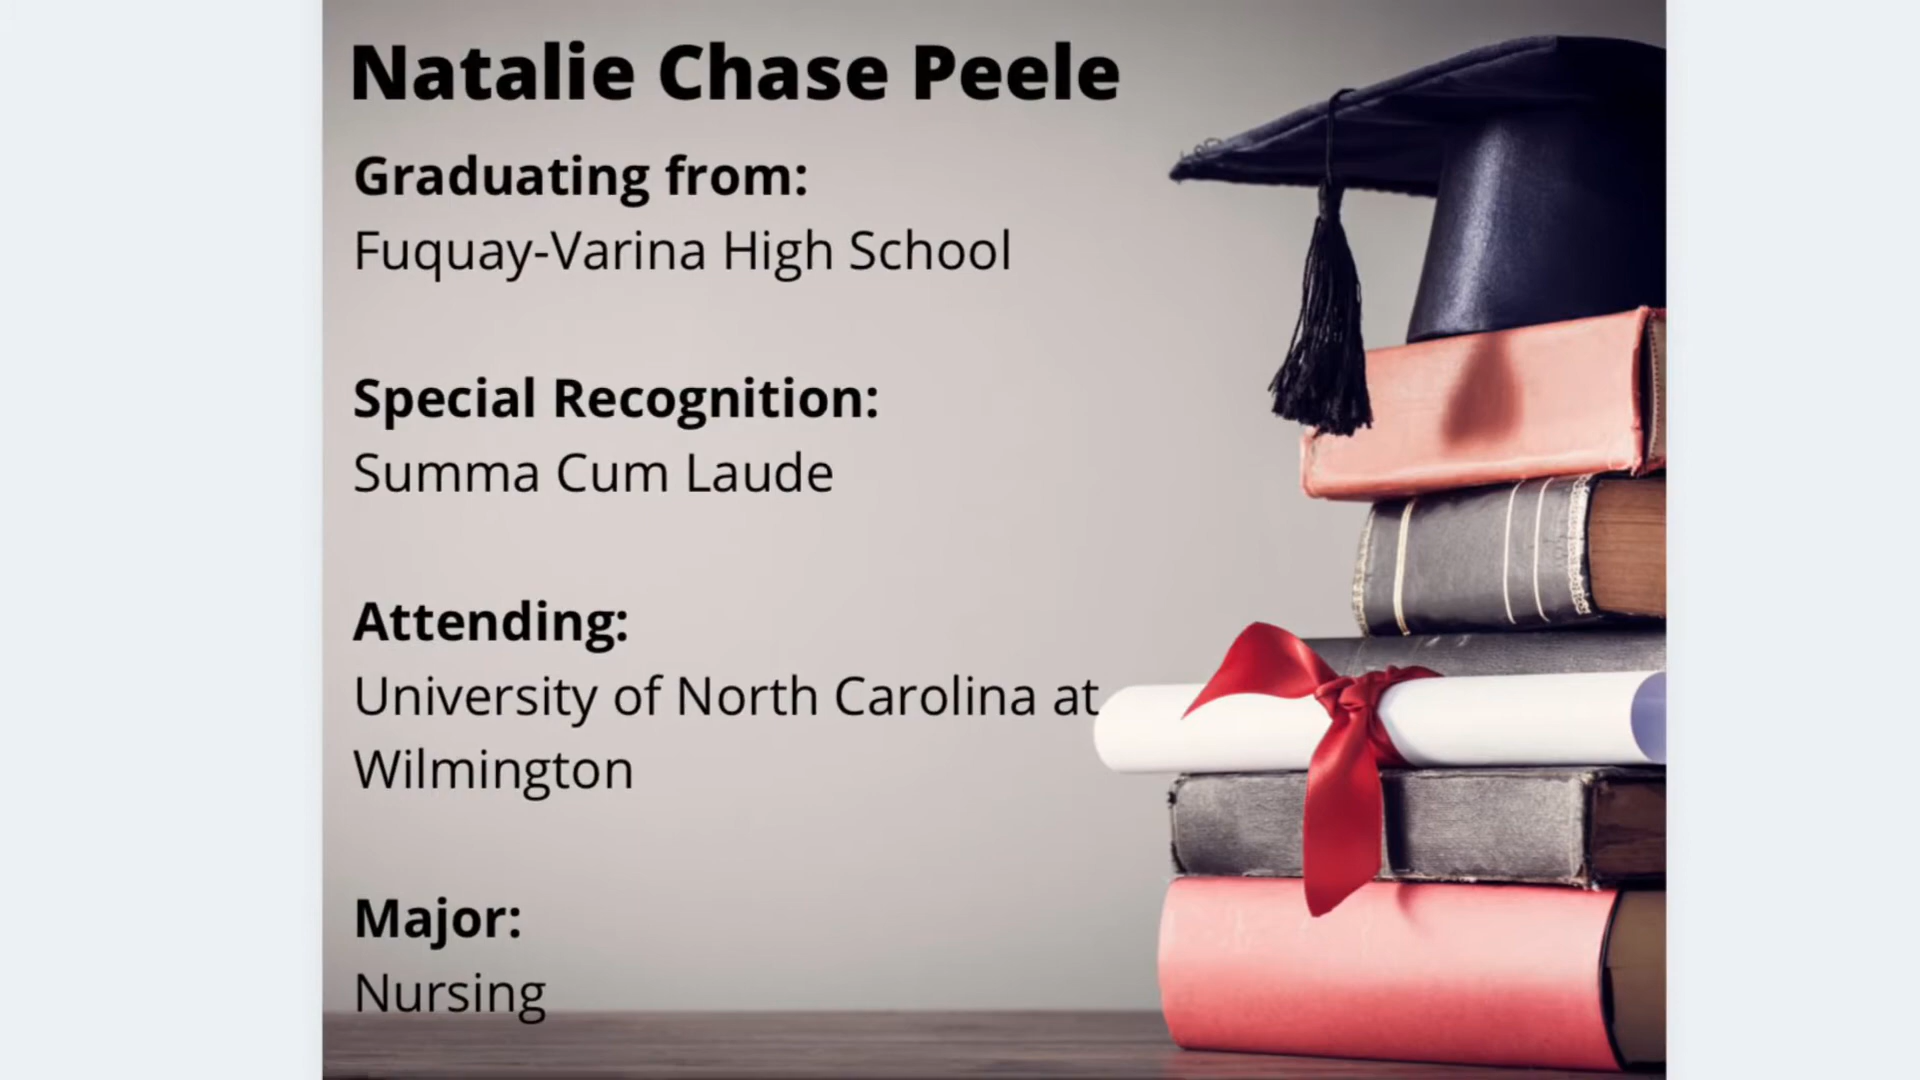 Natalie Chase Peele
Graduating from:
Fuquay-Varina High School
Special Recognition:
Summa Cum Laude
Attending:
University of North Carolina at
Wilmington
Major:
Nursing